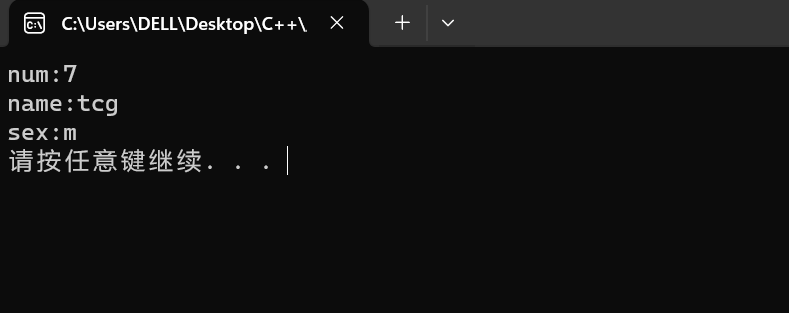 C:\Users\DELL\Desktop\C++\
num:7
name:tcg
sex:m
请按任意键继续. . .